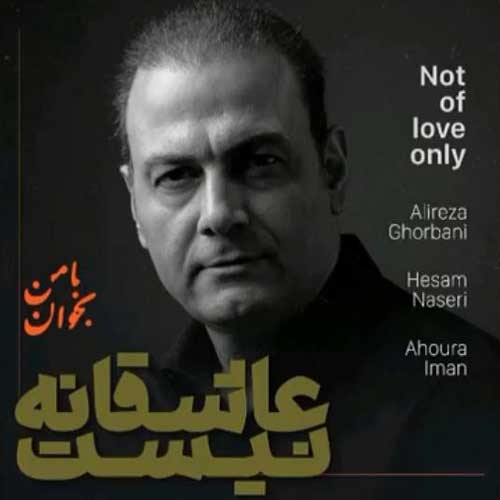 Not
of
love
only
Alireza
Ghorbani
Hesam
Naseri
Ahoura
Iman
با من
بخوان
عاشقانه
نیست